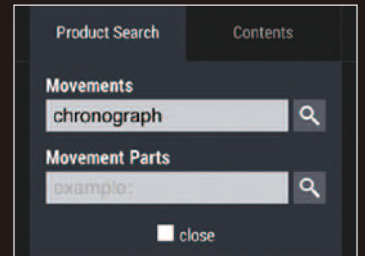 Product Search
Contents
Movements
chronograph
Movement Parts
example:
close